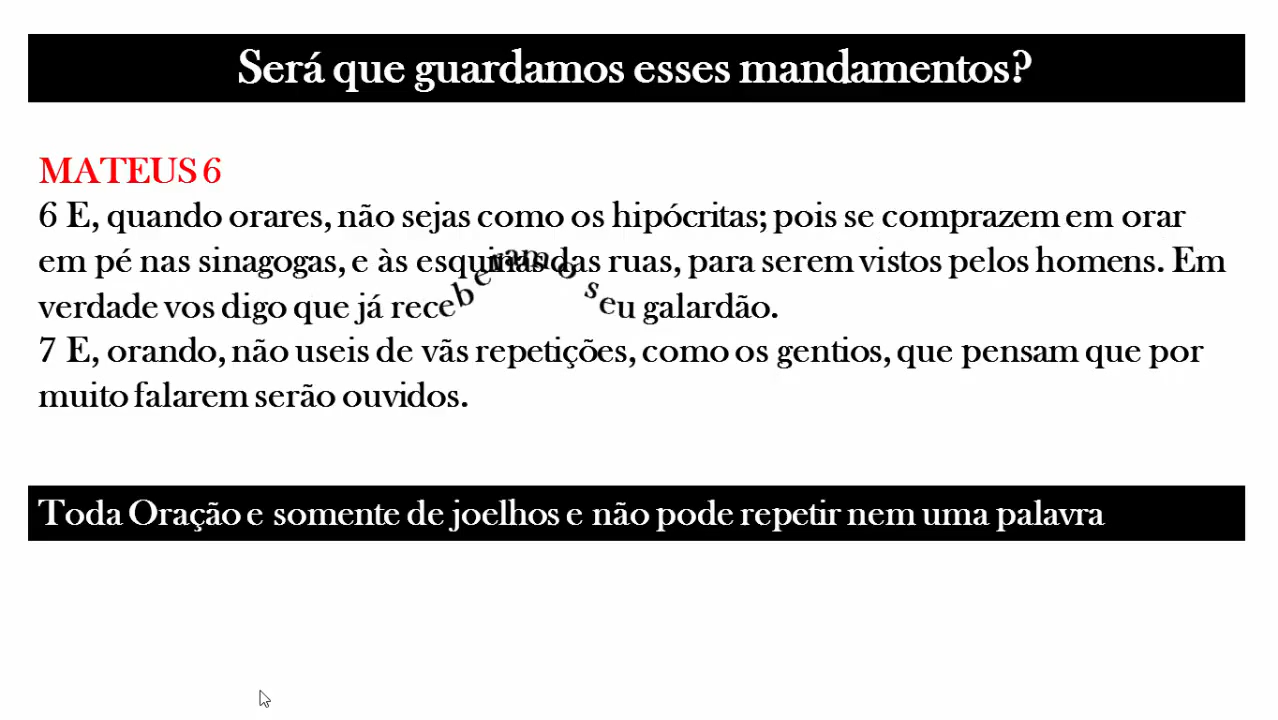 Será que guardamos esses mandamentos?
MATEUS 6
6 E, quando orares, não sejas como os hipócritas; pois se comprazem em orar
em pé nas sinagogas, e às esquinas das ruas, para serem vistos pelos homens. Em
verdade vos digo que já receberam o seu galardão.
7 E, orando, não useis de vãs repetições, como os gentios, que pensam que por
muito falarem serão ouvidos.
Toda Oração e somente de joelhos e não pode repetir nem uma palavra